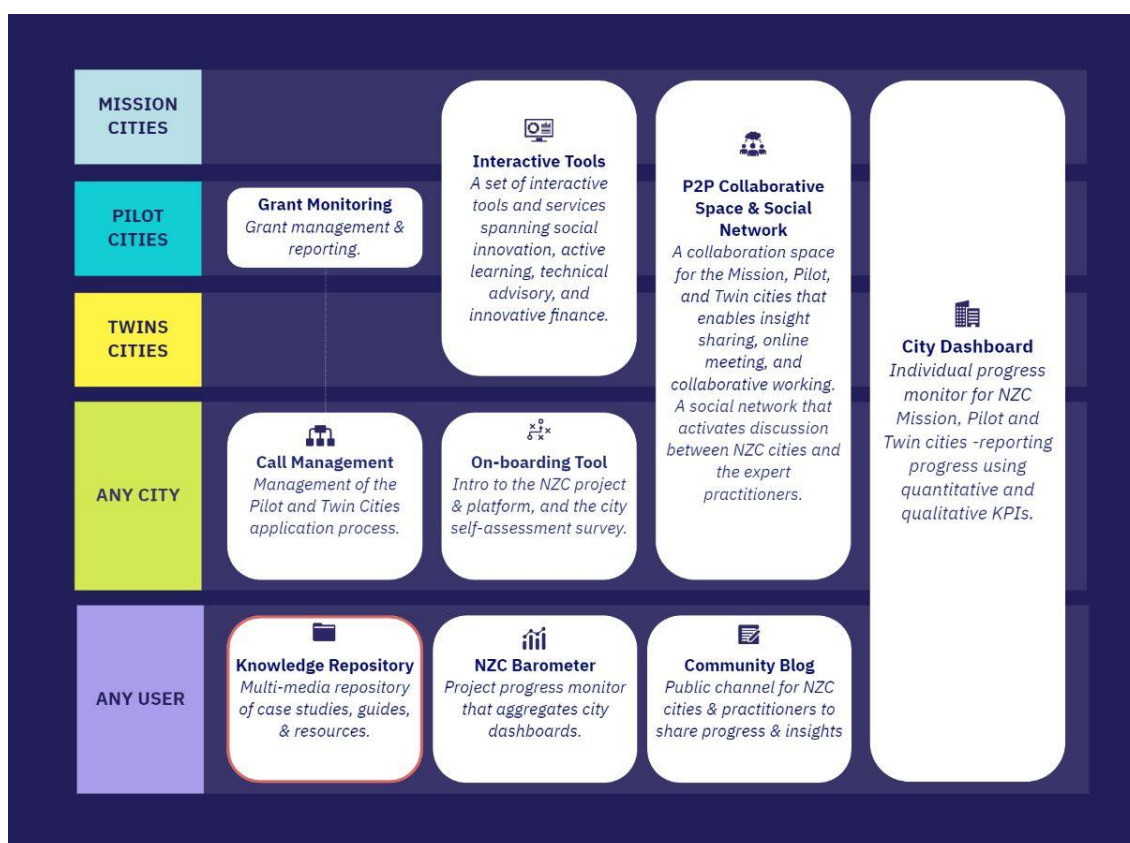 MISSION
CITIES
PILOT
CITIES
TWINS
CITIES
ANY CITY
ANY USER
Grant Monitoring
Grant management &
reporting.
Call Management
Management of the
Pilot and Twin Cities
application process.
Knowledge Repository
Multi-media repository
of case studies, guides,
& resources.
Interactive Tools
A set of interactive
tools and services
spanning social
innovation, active
learning, technical
advisory, and
innovative finance.
On-boarding Tool
Intro to the NZC project
& platform, and the city
self-assessment survey.
NZC Barometer
Project progress monitor
that aggregates city
dashboards.
P2P Collaborative
Space & Social
Network
A collaboration space
for the Mission, Pilot,
and Twin cities that
enables insight
sharing, online
meeting, and
collaborative working.
A social network that
activates discussion
between NZC cities and
the expert
practitioners.
Community Blog
Public channel for NZC
cities & practitioners to
share progress & insights
City Dashboard
Individual progress
monitor for NZC
Mission, Pilot and
Twin cities -reporting
progress using
quantitative and
qualitative KPIs.